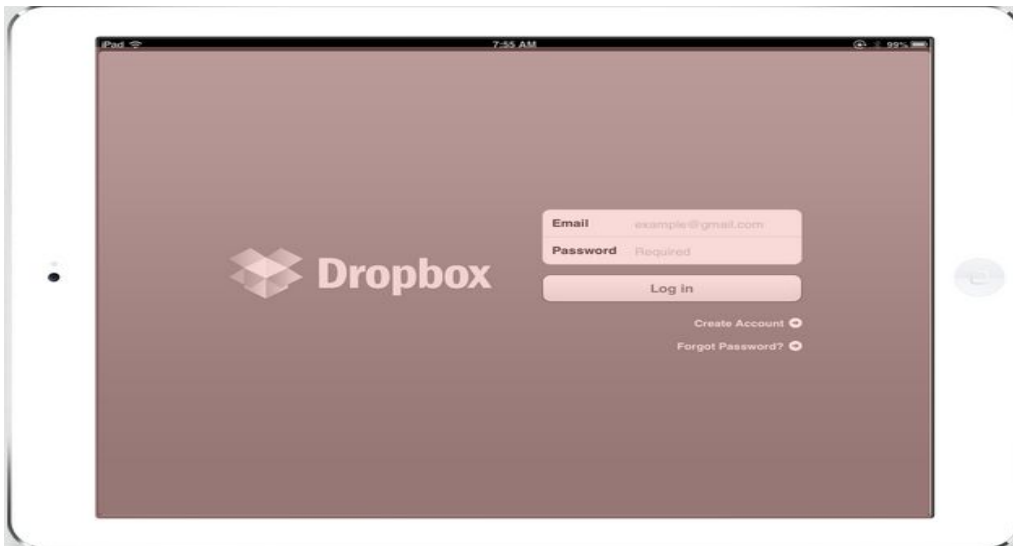 iPad 7:55 AM 99%
Dropbox
Email example@gmail.com
Password Required
Log in
Create Account
Forgot Password?